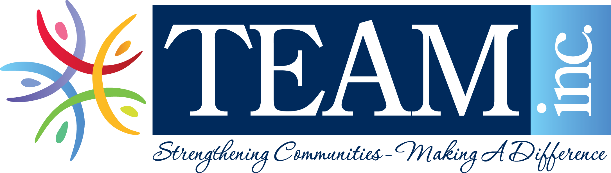 TEAM inc.
Strengthening Communities - Making A Difference